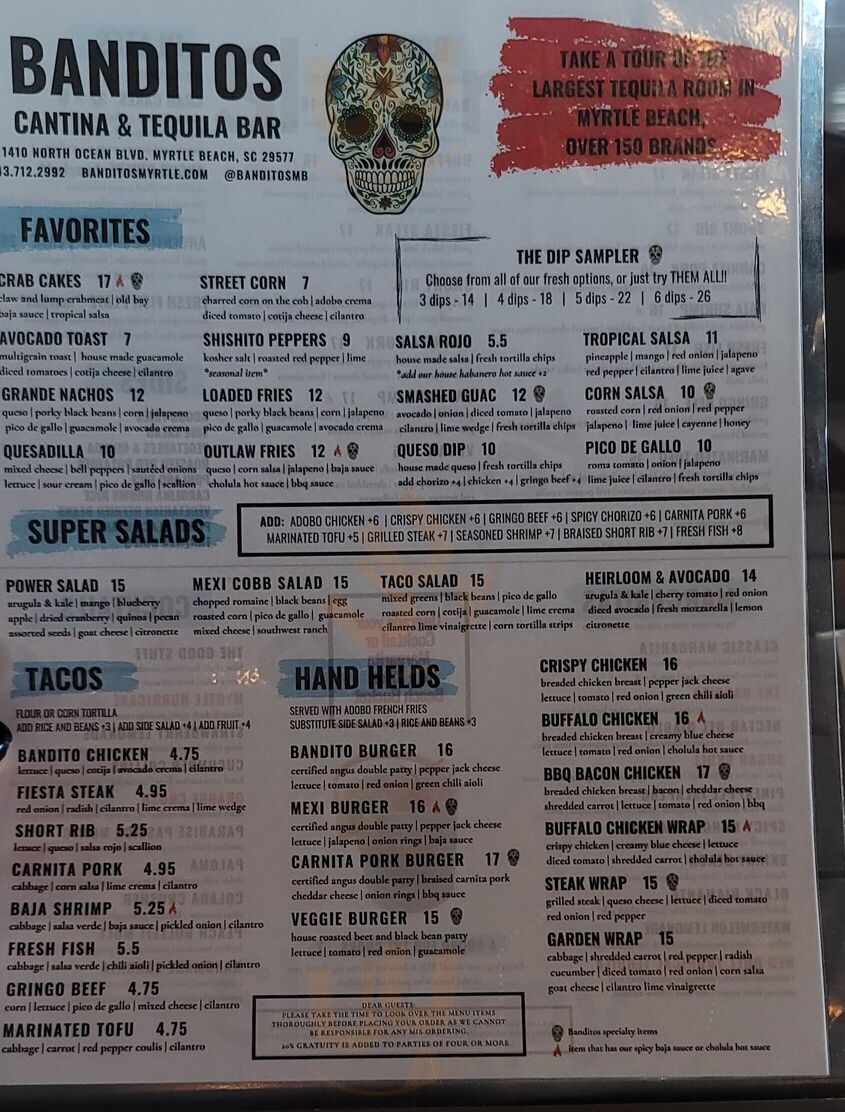 BANDITOS
CANTINA & TEQUILA BAR
1410 NORTH OCEAN BLVD. MYRTLE BEACH, SC 29577
3.712.2992 BANDITOSMYRTLE.COM @BANDITOSMB
TAKE A TOUR OF THE
LARGEST TEQUILA ROOM IN
MYRTLE BEACH,
OVER 150 BRANDS
FAVORITES
CRAB CAKES 17
claw and lump crabmeat | old bay
baja sauce | tropical salsa
AVOCADO TOAST 7
multigrain toast | house made guacamole
diced tomatoes | cotija cheese | cilantro
GRANDE NACHOS 12
queso | porky black beans | corn | jalapeno
pico de gallo | guacamole | avocado crema
QUESADILLA 10
mixed cheese | bell peppers | sautéed onions
lettuce | sour cream | pico de gallo | scallion
STREET CORN 7
charred corn on the cob | adobo crema
diced tomato | cotija cheese | cilantro
SHISHITO PEPPERS 9
kosher salt | roasted red pepper | lime
*seasonal item*
LOADED FRIES 12
queso | porky black beans | corn | jalapeno
pico de gallo | guacamole | avocado crema
OUTLAW FRIES 12
queso | corn salsa | jalapeno | baja sauce
cholula hot sauce | bbq sauce
THE DIP SAMPLER
Choose from all of our fresh options, or just try THEM ALL!!
3 dips - 14 | 4 dips - 18 | 5 dips - 22 | 6 dips - 26
SALSA ROJO 5.5
house made salsa | fresh tortilla chips
*add our house habanero hot sauce +2
SMASHED GUAC 12
avocado | onion | diced tomato | jalapeno
cilantro | lime wedge | fresh tortilla chips
QUESO DIP 10
house made queso | fresh tortilla chips
add chorizo +4 | chicken +4 | gringo beef +4
TROPICAL SALSA 11
pineapple | mango | red onion | jalapeno
red pepper | cilantro | lime juice | agave
CORN SALSA 10
roasted corn | red onion | red pepper
jalapeno | lime juice | cayenne | honey
PICO DE GALLO 10
roma tomato | onion | jalapeno
lime juice | cilantro | fresh tortilla chips
SUPER SALADS
ADD: ADOBO CHICKEN +6 | CRISPY CHICKEN +6 | GRINGO BEEF +6 | SPICY CHORIZO +6 | CARNITA PORK +6
MARINATED TOFU +5 | GRILLED STEAK +7 | SEASONED SHRIMP +7 | BRAISED SHORT RIB +7 | FRESH FISH +8
POWER SALAD 15
arugula & kale | mango | blueberry
apple | dried cranberry | quinoa | pecan
assorted seeds | goat cheese | citronette
MEXI COBB SALAD 15
chopped romaine | black beans | egg
roasted corn | pico de gallo | guacamole
mixed cheese | southwest ranch
TACO SALAD 15
mixed greens | black beans | pico de gallo
roasted corn | cotija | guacamole | lime crema
cilantro lime vinaigrette | corn tortilla strips
HEIRLOOM & AVOCADO 14
arugula & kale | cherry tomato | red onion
diced avocado | fresh mozzarella | lemon
citronette
TACOS
FLOUR OR CORN TORTILLA
ADD RICE AND BEANS +3 | ADD SIDE SALAD +4 | ADD FRUIT +4
BANDITO CHICKEN 4.75
lettuce | queso | cotija | avocado crema | cilantro
FIESTA STEAK 4.95
red onion | radish | cilantro | lime crema | lime wedge
SHORT RIB 5.25
lettuce | queso | salsa rojo | scallion
CARNITA PORK 4.95
cabbage | corn salsa | lime crema | cilantro
BAJA SHRIMP 5.25
cabbage | salsa verde | baja sauce | pickled onion | cilantro
FRESH FISH 5.5
cabbage | salsa verde | chili aioli | pickled onion | cilantro
GRINGO BEEF 4.75
corn | lettuce | pico de gallo | mixed cheese | cilantro
MARINATED TOFU 4.75
cabbage | carrot | red pepper coulis | cilantro
HAND HELDS
SERVED WITH ADOBO FRENCH FRIES
SUBSTITUTE SIDE SALAD +3 | RICE AND BEANS +3
BANDITO BURGER 16
certified angus double patty | pepper jack cheese
lettuce | tomato | red onion | green chili aioli
MEXI BURGER 16
certified angus double patty | pepper jack cheese
lettuce | jalapeno | onion rings | baja sauce
CARNITA PORK BURGER 17
certified angus double patty | braised carnita pork
cheddar cheese | onion rings | bbq sauce
VEGGIE BURGER 15
house roasted beet and black bean patty
lettuce | tomato | red onion | guacamole
CRISPY CHICKEN 16
breaded chicken breast | pepper jack cheese
lettuce | tomato | red onion | green chili aioli
BUFFALO CHICKEN 16
breaded chicken breast | creamy blue cheese
lettuce | tomato | red onion | cholula hot sauce
BBQ BACON CHICKEN 17
breaded chicken breast | bacon | cheddar cheese
shredded carrot | lettuce | tomato | red onion | bbq
BUFFALO CHICKEN WRAP 15
crispy chicken | creamy blue cheese | lettuce
diced tomato | shredded carrot | cholula hot sauce
STEAK WRAP 15
grilled steak | queso cheese | lettuce | diced tomato
red onion | red pepper
GARDEN WRAP 15
cabbage | shredded carrot | red pepper | radish
cucumber | diced tomato | red onion | corn salsa
goat cheese | cilantro lime vinaigrette
DEAR GUESTS:
PLEASE TAKE THE TIME TO LOOK OVER THE MENU ITEMS
THOROUGHLY BEFORE PLACING YOUR ORDER AS WE CANNOT
BE RESPONSIBLE FOR ANY MIS-ORDERING.
20% GRATUITY IS ADDED TO PARTIES OF FOUR OR MORE
Banditos specialty items
item that has our spicy baja sauce or cholula hot sauce